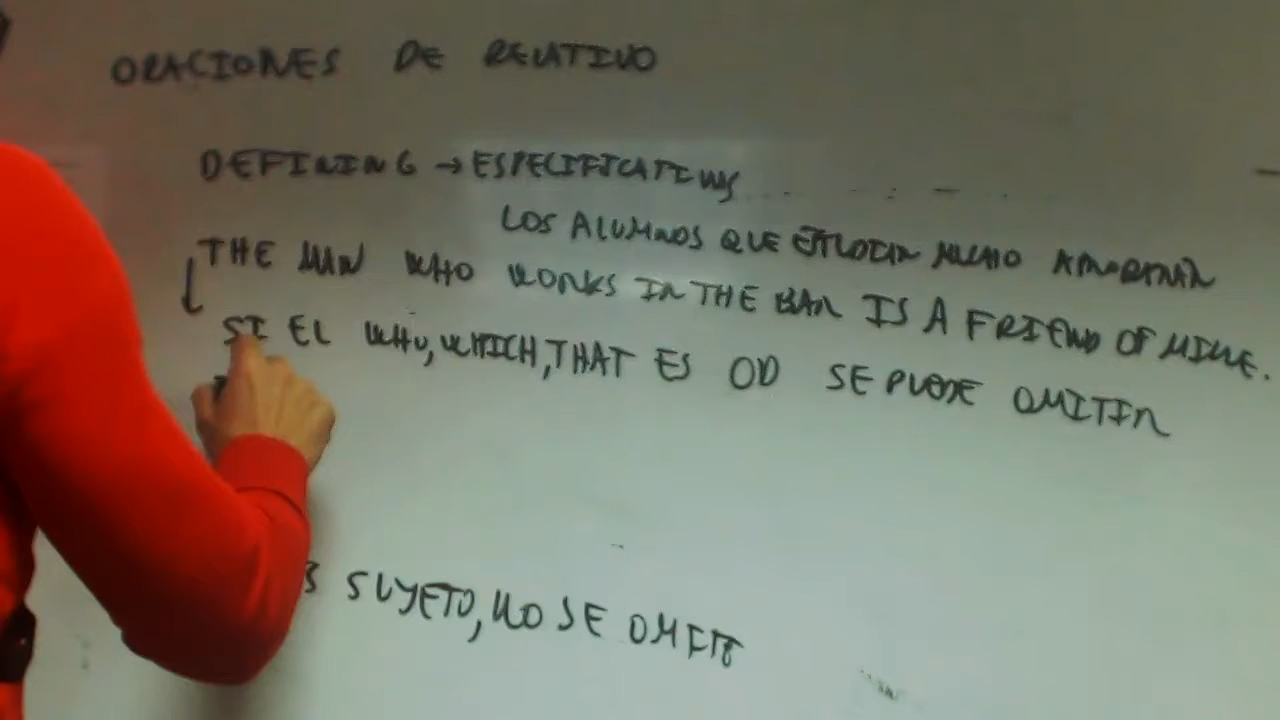 ORACIONES DE RELATIVO
DEFINING → ESPECIFICATIVAS
LOS ALUMNOS QUE ESTUDIAN MUCHO APROBARÁN
THE MAN WHO WORKS IN THE BAR IS A FRIEND OF MINE.
SI EL WHO, WHICH, THAT ES OD SE PUEDE OMITIR
SUJETO, NO SE OMITE